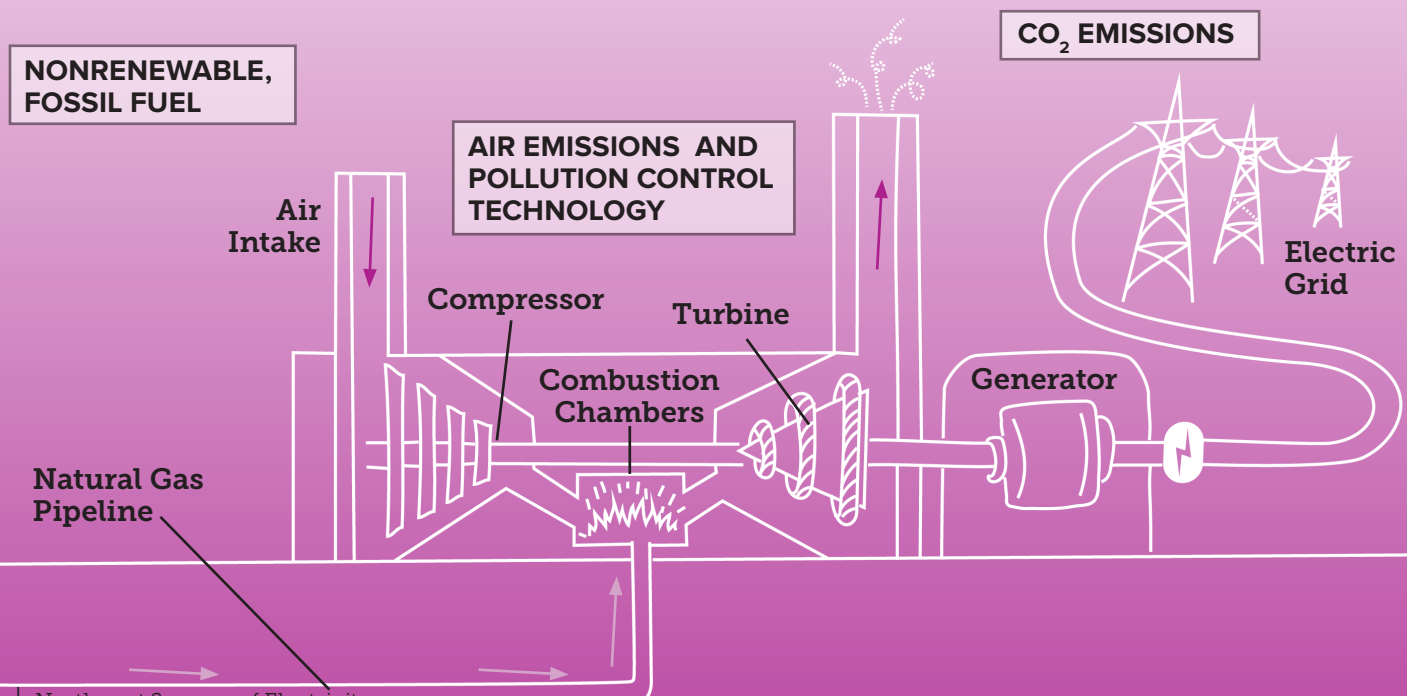 NONRENEWABLE,
FOSSIL FUEL
CO₂ EMISSIONS
AIR EMISSIONS AND
POLLUTION CONTROL
TECHNOLOGY
Air
Intake
Compressor
Turbine
Combustion
Chambers
Generator
Electric
Grid
Natural Gas
Pipeline